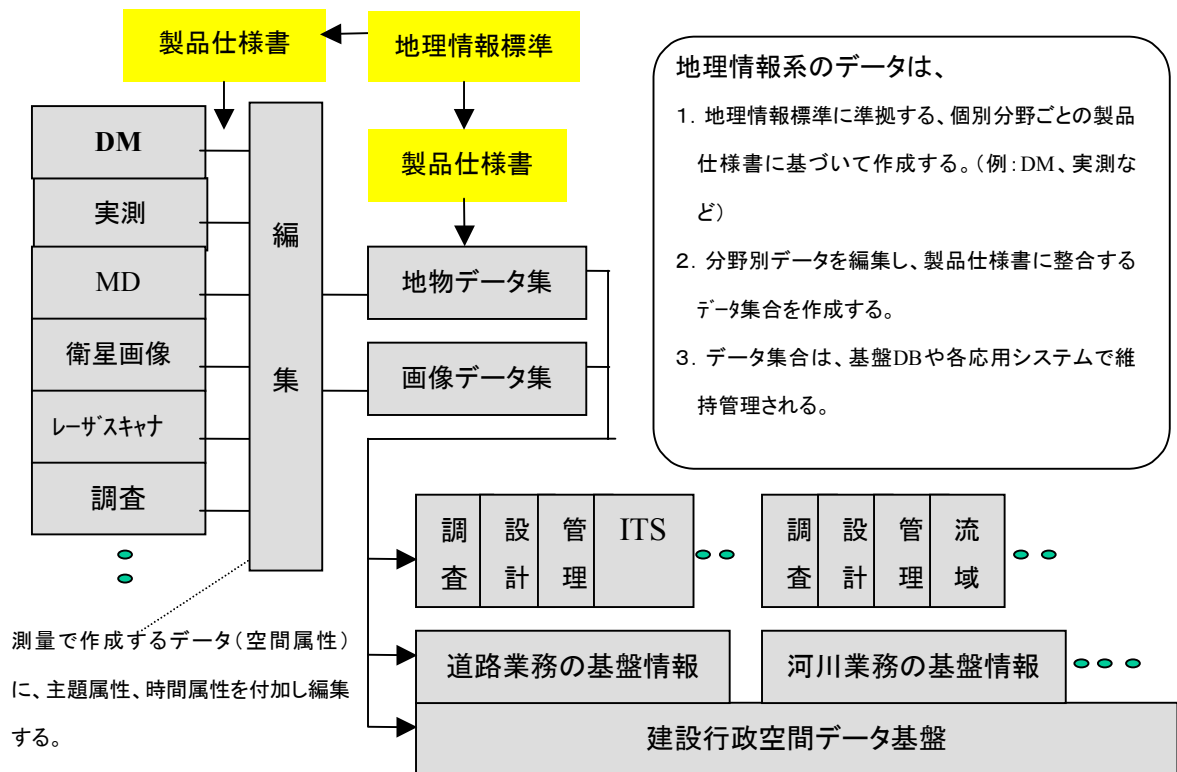 製品仕様書
地理情報標準
製品仕様書
DM
実測
MD
衛星画像
レーザスキャナ
調査
編
集
地物データ集
画像データ集
地理情報系のデータは、
1. 地理情報標準に準拠する、個別分野ごとの製品
仕様書に基づいて作成する。(例:DM、実測な
ど)
2. 分野別データを編集し、製品仕様書に整合する
データ集合を作成する。
3. データ集合は、基盤DBや各応用システムで維
持管理される。
調査
設計
管理
ITS
調査
設計
管理
流域
道路業務の基盤情報
河川業務の基盤情報
建設行政空間データ基盤
測量で作成するデータ(空間属性)
に、主題属性、時間属性を付加し編集
する。